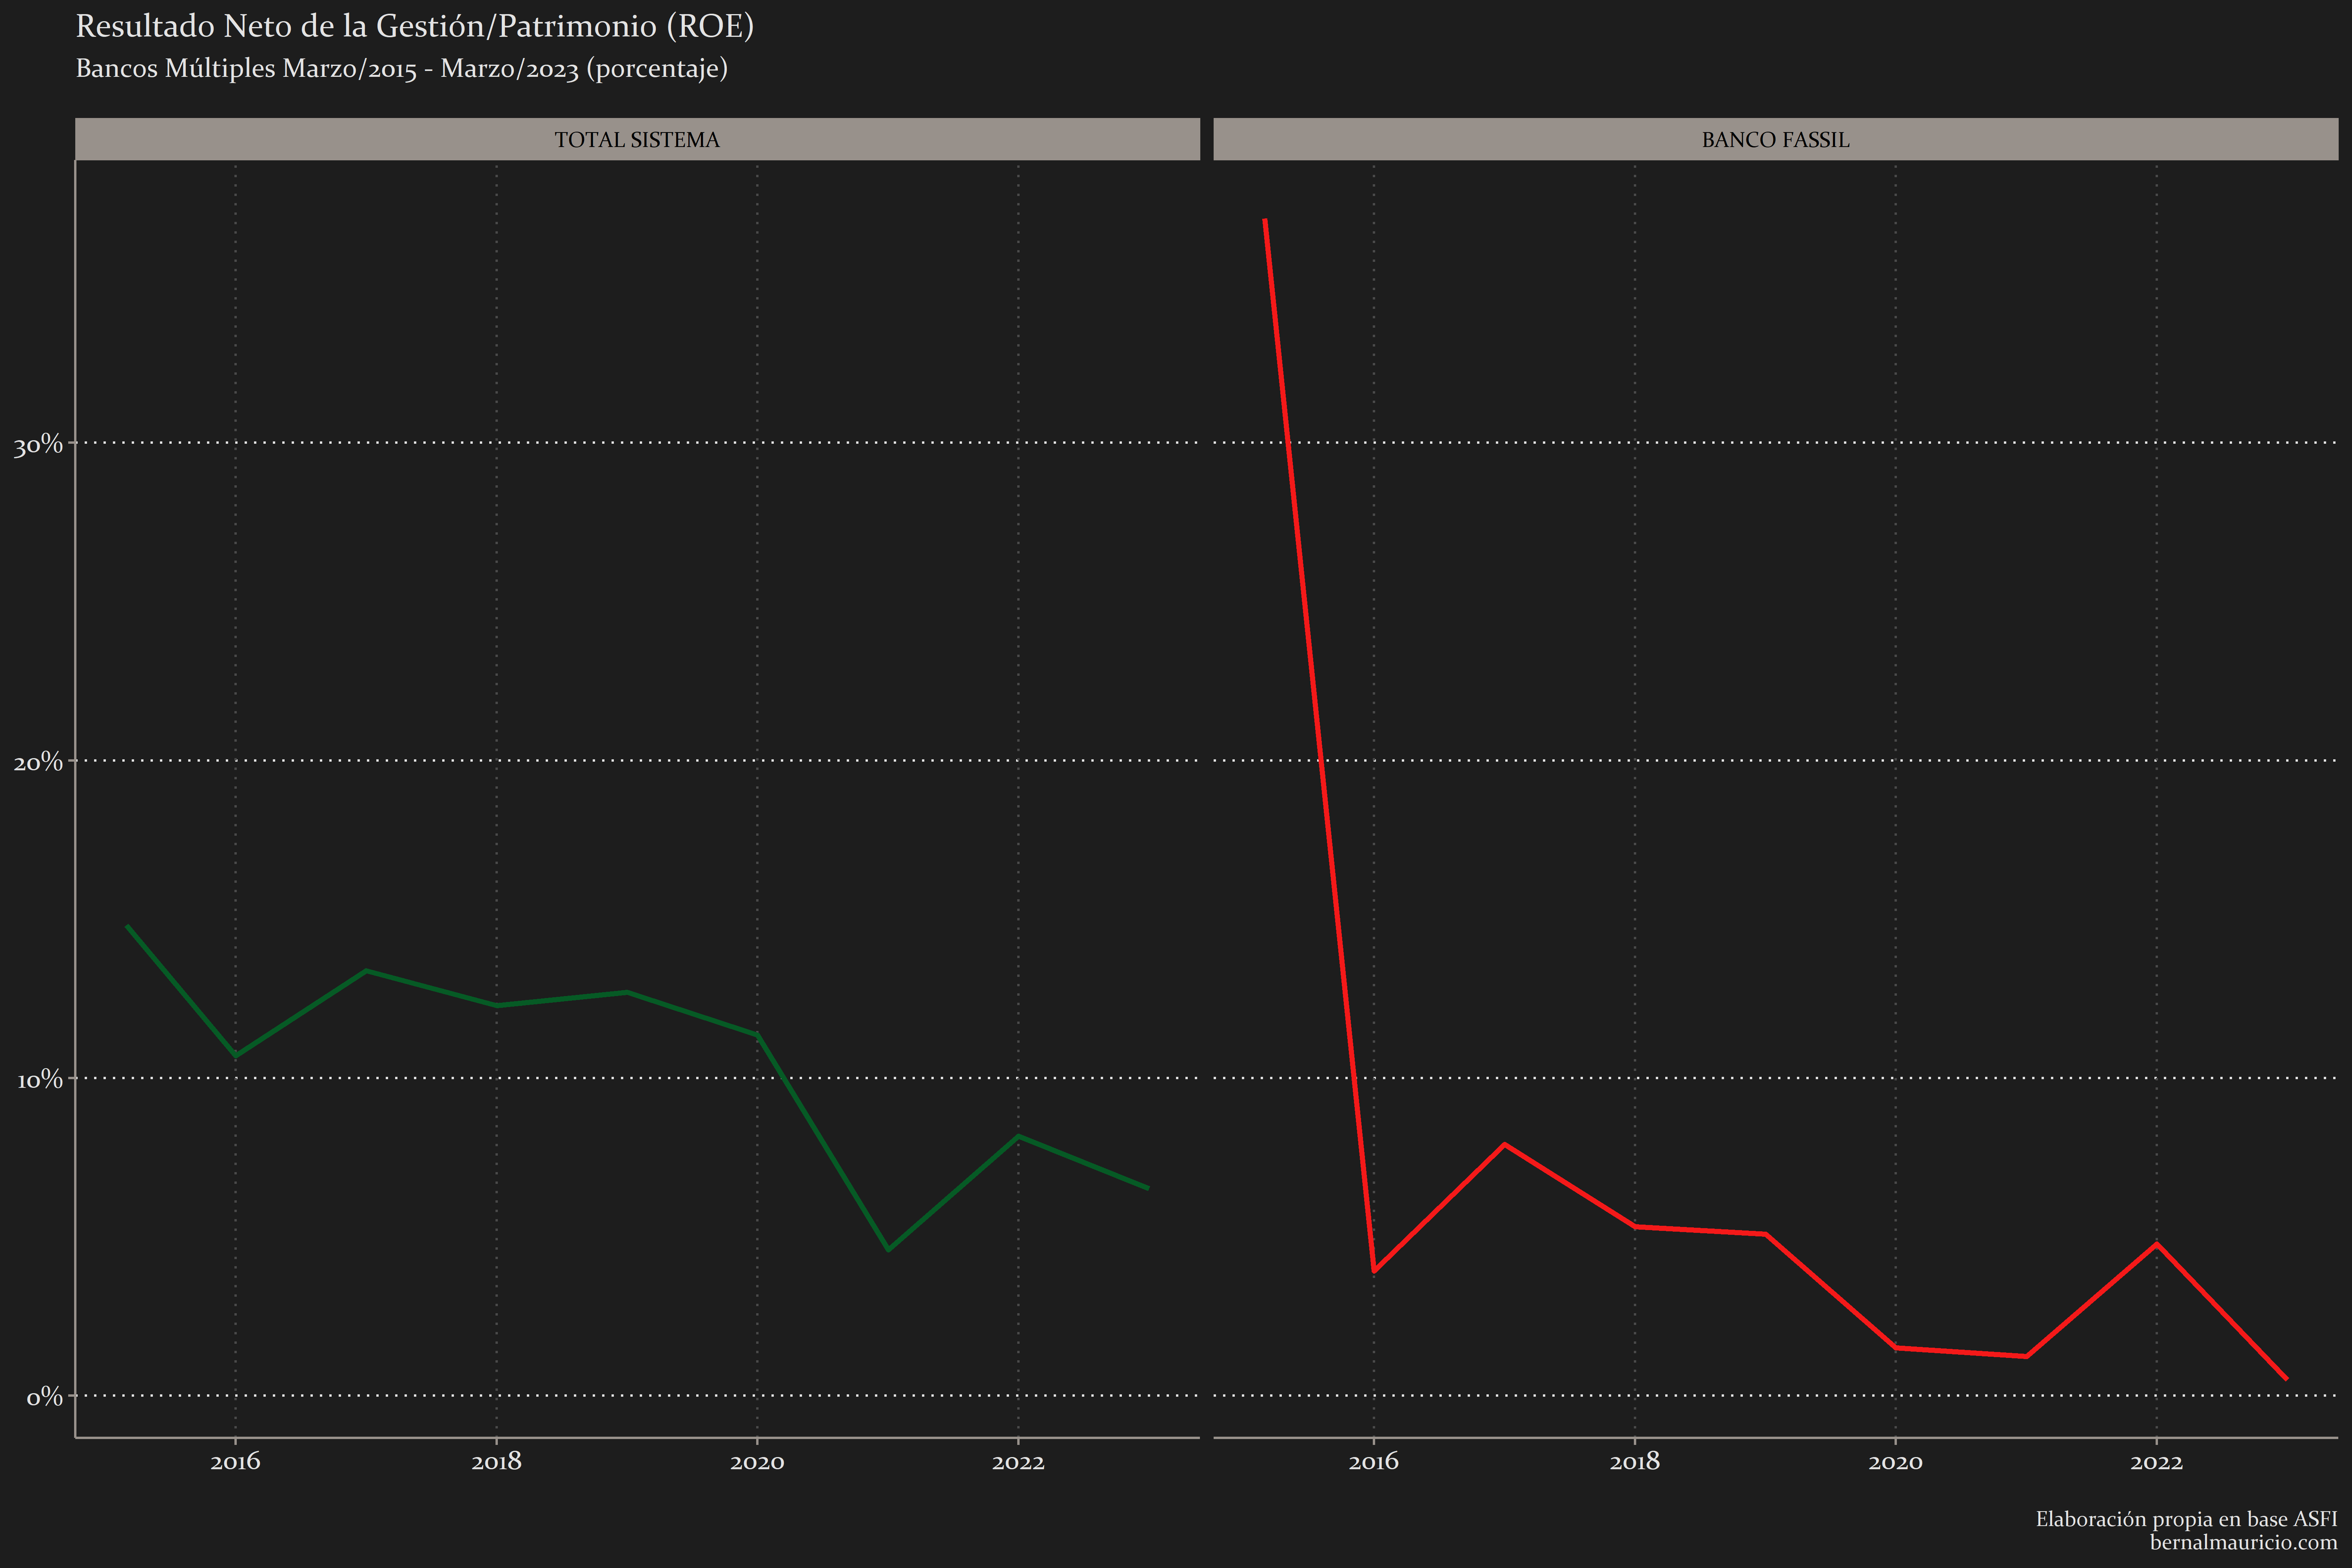 Resultado Neto de la Gestión/Patrimonio (ROE)
Bancos Múltiples Marzo/2015 - Marzo/2023 (porcentaje)
TOTAL SISTEMA
BANCO FASSIL
30%
20%
10%
0%
2016
2018
2020
2022
2016
2018
2020
2022
Elaboración propia en base ASFI
bernalmauricio.com